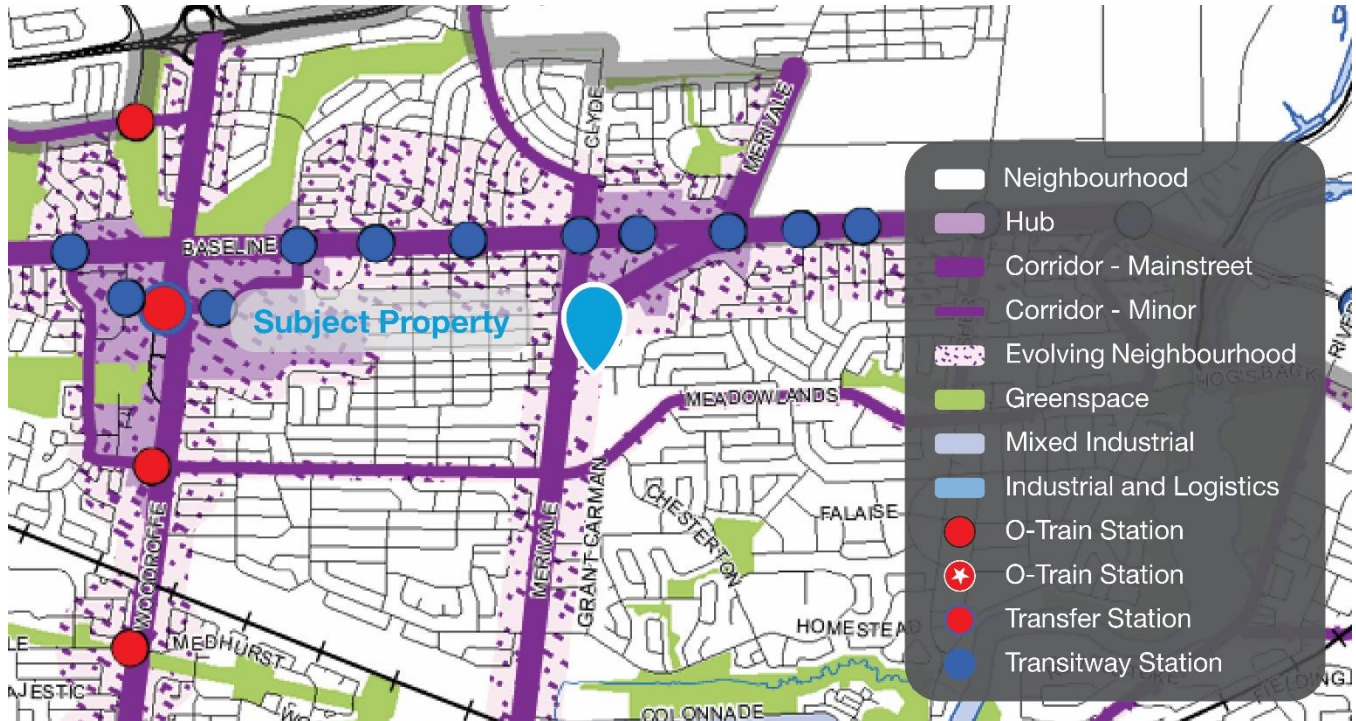 CLYDE
MERIVALE
BASELINE
Subject Property
MEADOWLANDS
MERIVALE
GRANT CARMAN
CHESTERTON
FALAISE
WOODROFFE
MEDHURST
HOMESTEAD
AJESTIC
COLONNADE
Neighbourhood
Hub
Corridor - Mainstreet
Corridor - Minor
Evolving Neighbourhood
Greenspace
Mixed Industrial
Industrial and Logistics
O-Train Station
O-Train Station
Transfer Station
Transitway Station
HOG'S BACK